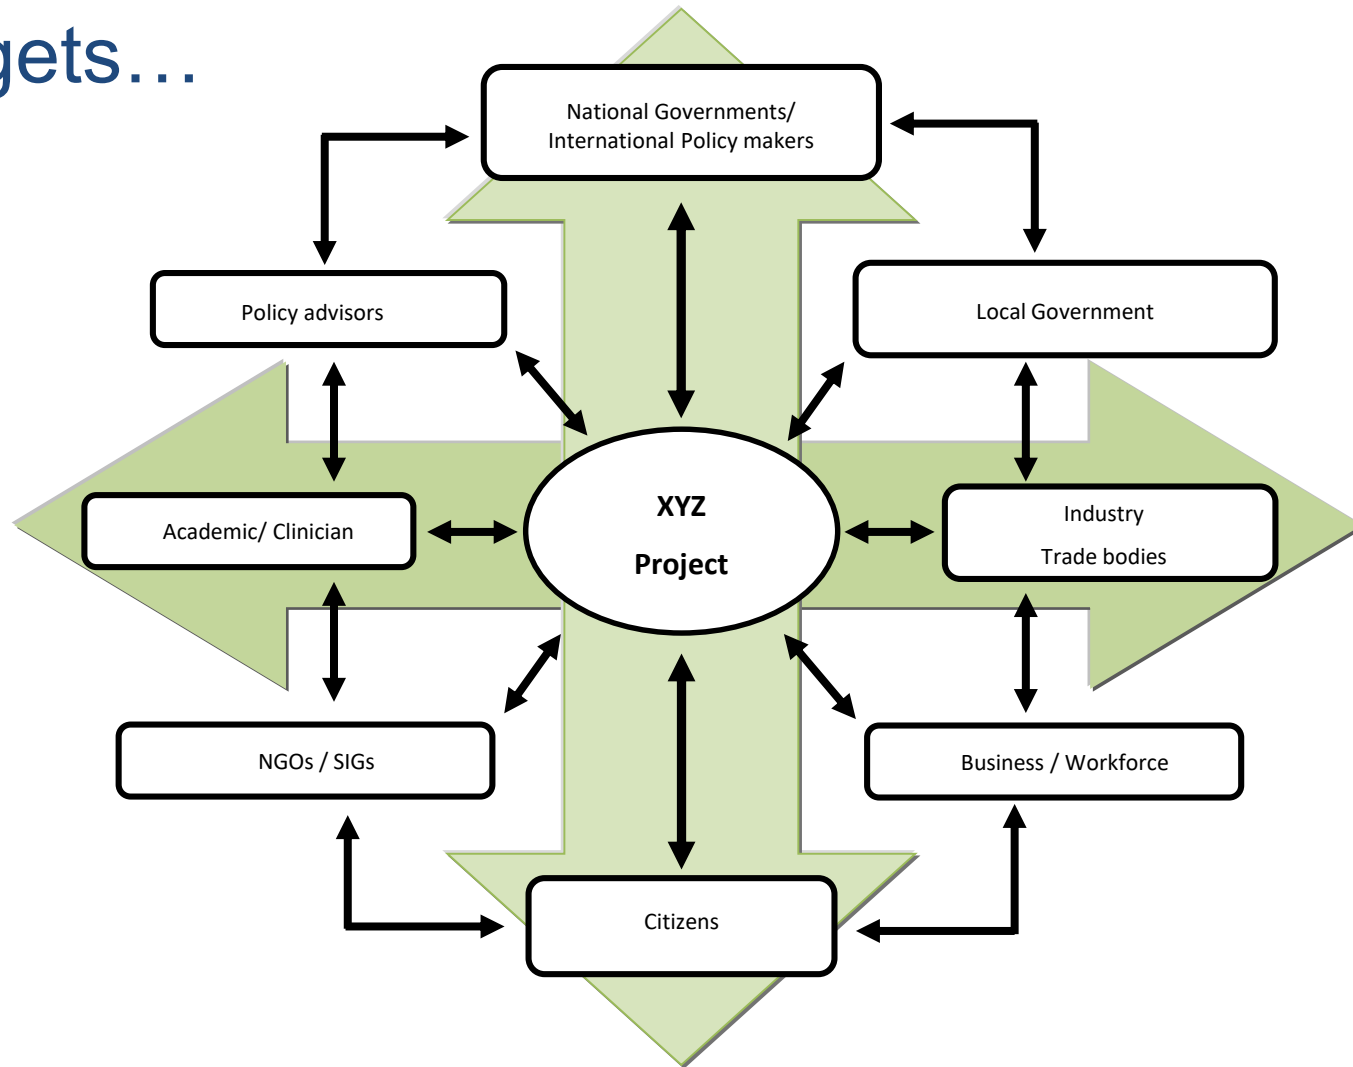 gets…
National Governments/
International Policy makers
Policy advisors
Local Government
Academic/ Clinician
XYZ
Project
Industry
Trade bodies
NGOs / SIGs
Business / Workforce
Citizens